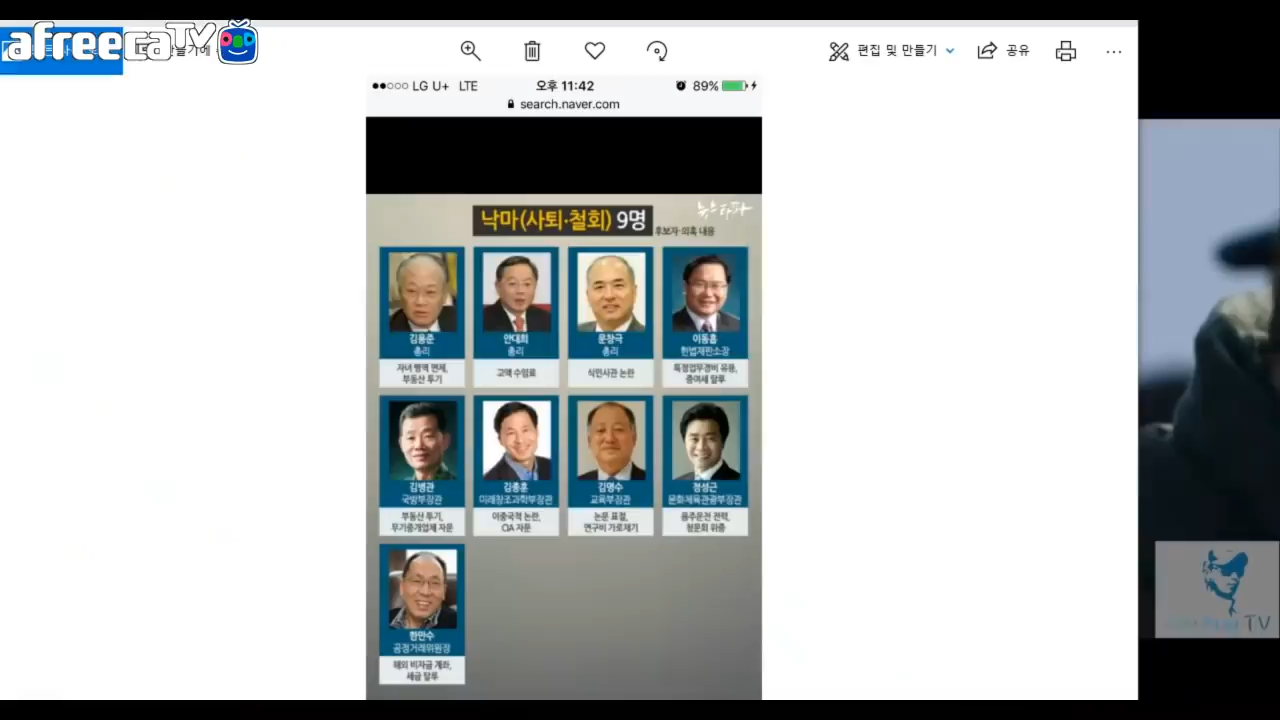 afreecaTV
편집 및 만들기
공유
LG U+ LTE
오후 11:42
89%
search.naver.com
뉴스타파
낙마(사퇴·철회) 9명
후보자·의혹 내용
김용준
총리
자녀 병역 면제,
부동산 투기
안대희
총리
고액 수임료
문창극
총리
식민사관 논란
이동흡
헌법재판소장
특정업무경비 유용,
증여세 탈루
김병관
국방부장관
부동산 투기,
무기중개업체 자문
김종훈
미래창조과학부장관
이중국적 논란,
CIA 자문
김명수
교육부장관
논문 표절,
연구비 가로채기
정성근
문화체육관광부장관
음주운전 전력,
청문회 위증
한만수
공정거래위원장
해외 비자금 계좌,
세금 탈루
TV